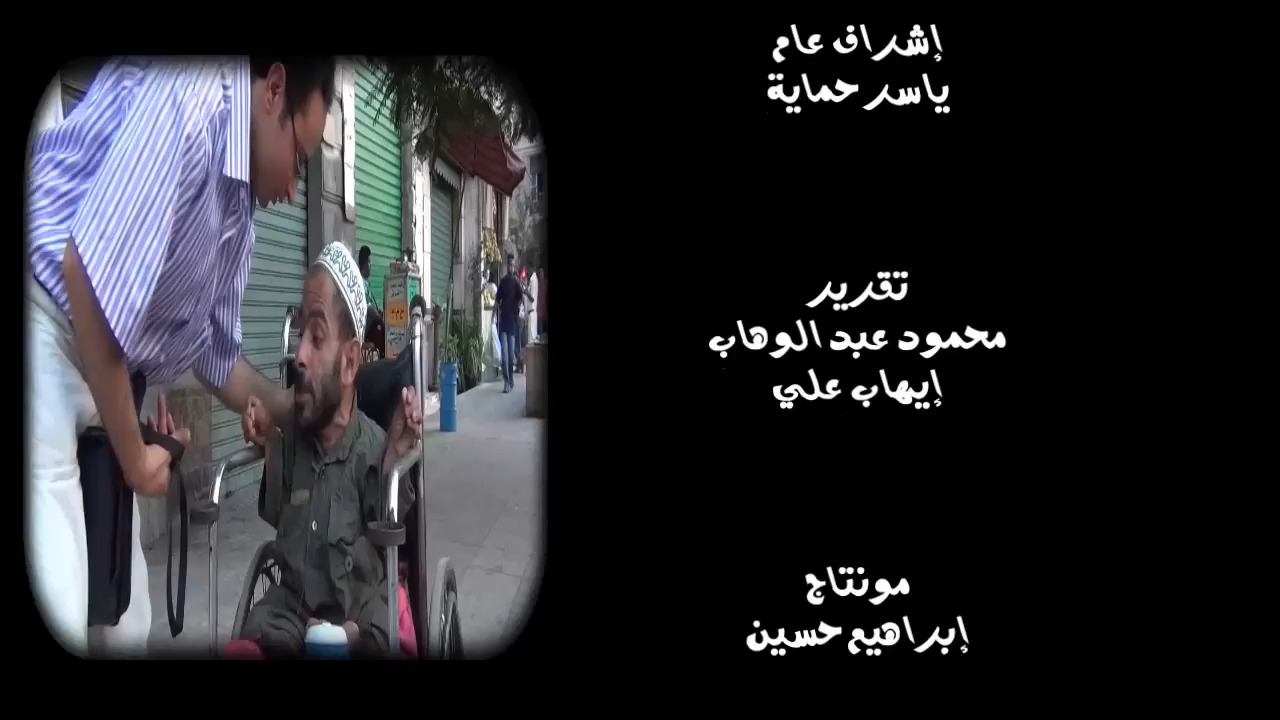 إشراف عام
ياسر حماية
تقرير
محمود عبد الوهاب
إيهاب علي
مونتاج
إبراهيم حسين